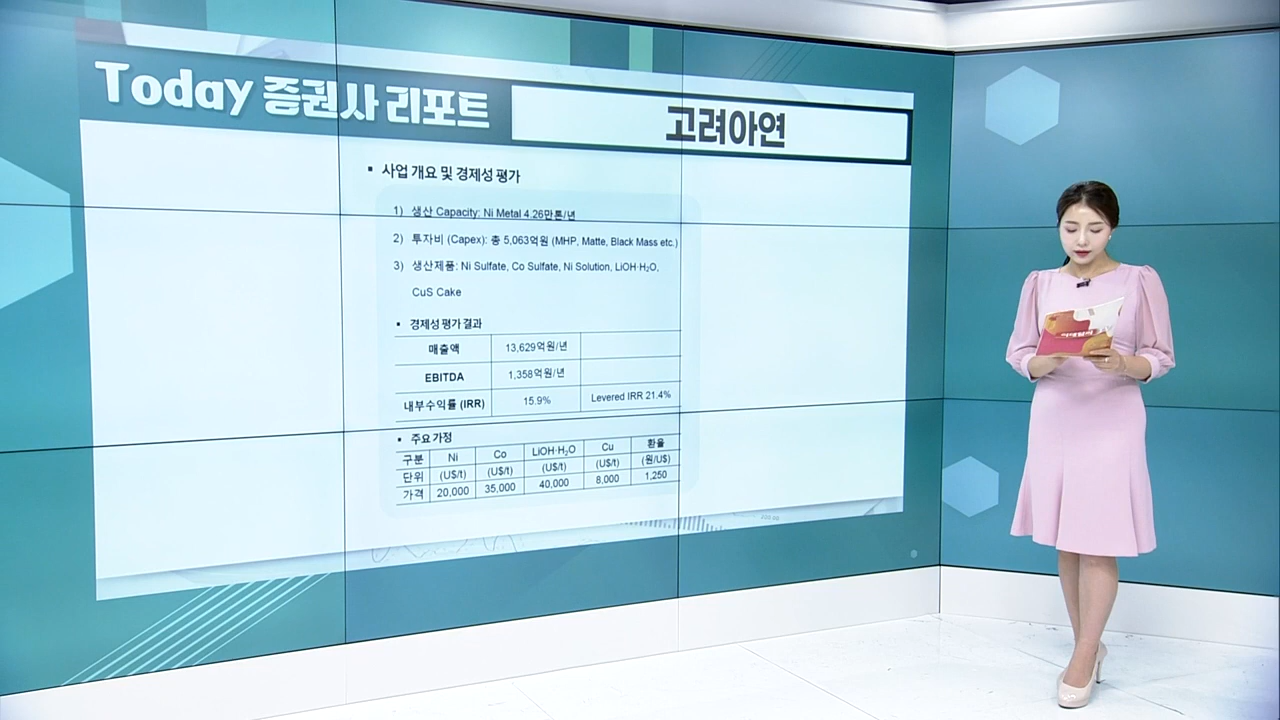 Today 증권사 리포트
고려아연
▪ 사업 개요 및 경제성 평가
1) 생산 Capacity: Ni Metal 4.26만톤/년
2) 투자비 (Capex): 총 5,063억원 (MHP, Matte, Black Mass etc.)
3) 생산제품: Ni Sulfate, Co Sulfate, Ni Solution, LiOH·H₂O,
CuS Cake
▪ 경제성 평가 결과
매출액 13,629억원/년
EBITDA 1,358억원/년
내부수익률 (IRR) 15.9% Levered IRR 21.4%
▪ 주요 가정
구분 Ni Co LiOH·H₂O Cu 환율
단위 (U$/t) (U$/t) (U$/t) (U$/t) (원/U$)
가격 20,000 35,000 40,000 8,000 1,250